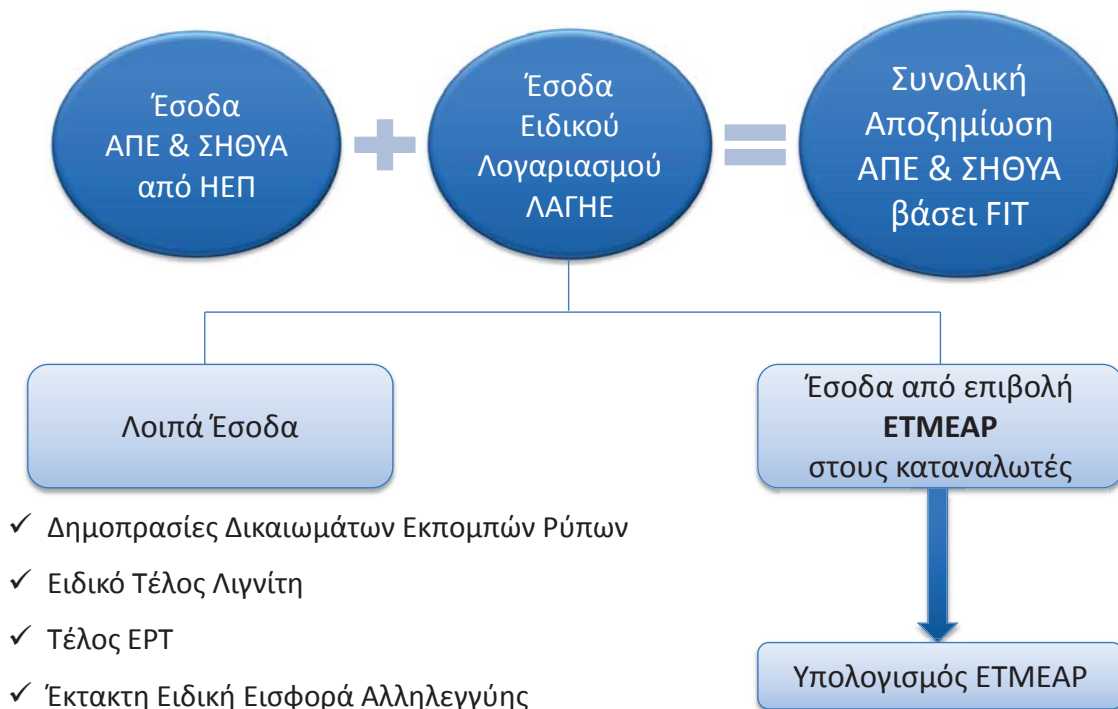 Έσοδα
ΑΠΕ & ΣΗΘΥΑ
από ΗΕΠ
Έσοδα
Ειδικού
Λογαριασμού
ΛΑΓΗΕ
Συνολική
Αποζημίωση
ΑΠΕ & ΣΗΘΥΑ
βάσει FIT
Λοιπά Έσοδα
Έσοδα από επιβολή
ΕΤΜΕΑΡ
στους καταναλωτές
✓ Δημοπρασίες Δικαιωμάτων Εκπομπών Ρύπων
✓ Ειδικό Τέλος Λιγνίτη
✓ Τέλος ΕΡΤ
✓ Έκτακτη Ειδική Εισφορά Αλληλεγγύης
Υπολογισμός ΕΤΜΕΑΡ